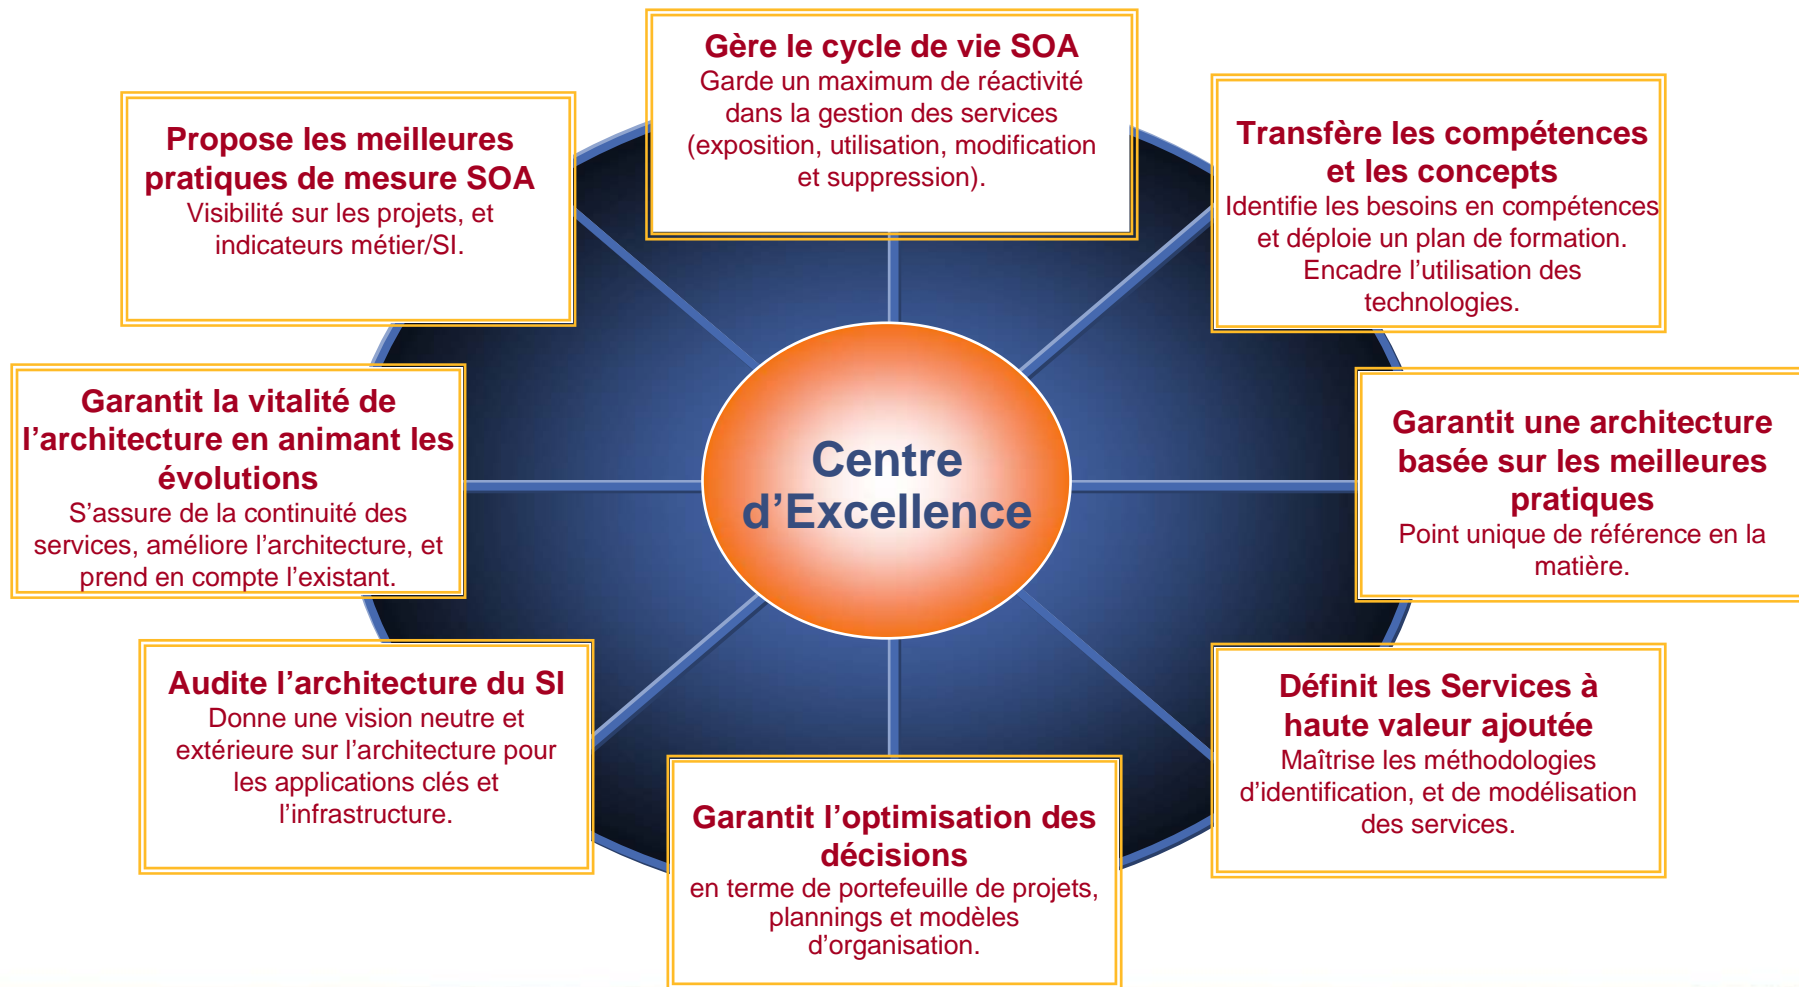 Gère le cycle de vie SOA
Garde un maximum de réactivité
dans la gestion des services
(exposition, utilisation, modification
et suppression).
Propose les meilleures
pratiques de mesure SOA
Visibilité sur les projets, et
indicateurs métier/SI.
Transfère les compétences
et les concepts
Identifie les besoins en compétences
et déploie un plan de formation.
Encadre l’utilisation des
technologies.
Garantit la vitalité de
l’architecture en animant les
évolutions
S’assure de la continuité des
services, améliore l’architecture, et
prend en compte l’existant.
Centre
d’Excellence
Garantit une architecture
basée sur les meilleures
pratiques
Point unique de référence en la
matière.
Audite l’architecture du SI
Donne une vision neutre et
extérieure sur l’architecture pour
les applications clés et
l’infrastructure.
Définit les Services à
haute valeur ajoutée
Maîtrise les méthodologies
d’identification, et de modélisation
des services.
Garantit l’optimisation des
décisions
en terme de portefeuille de projets,
plannings et modèles
d’organisation.